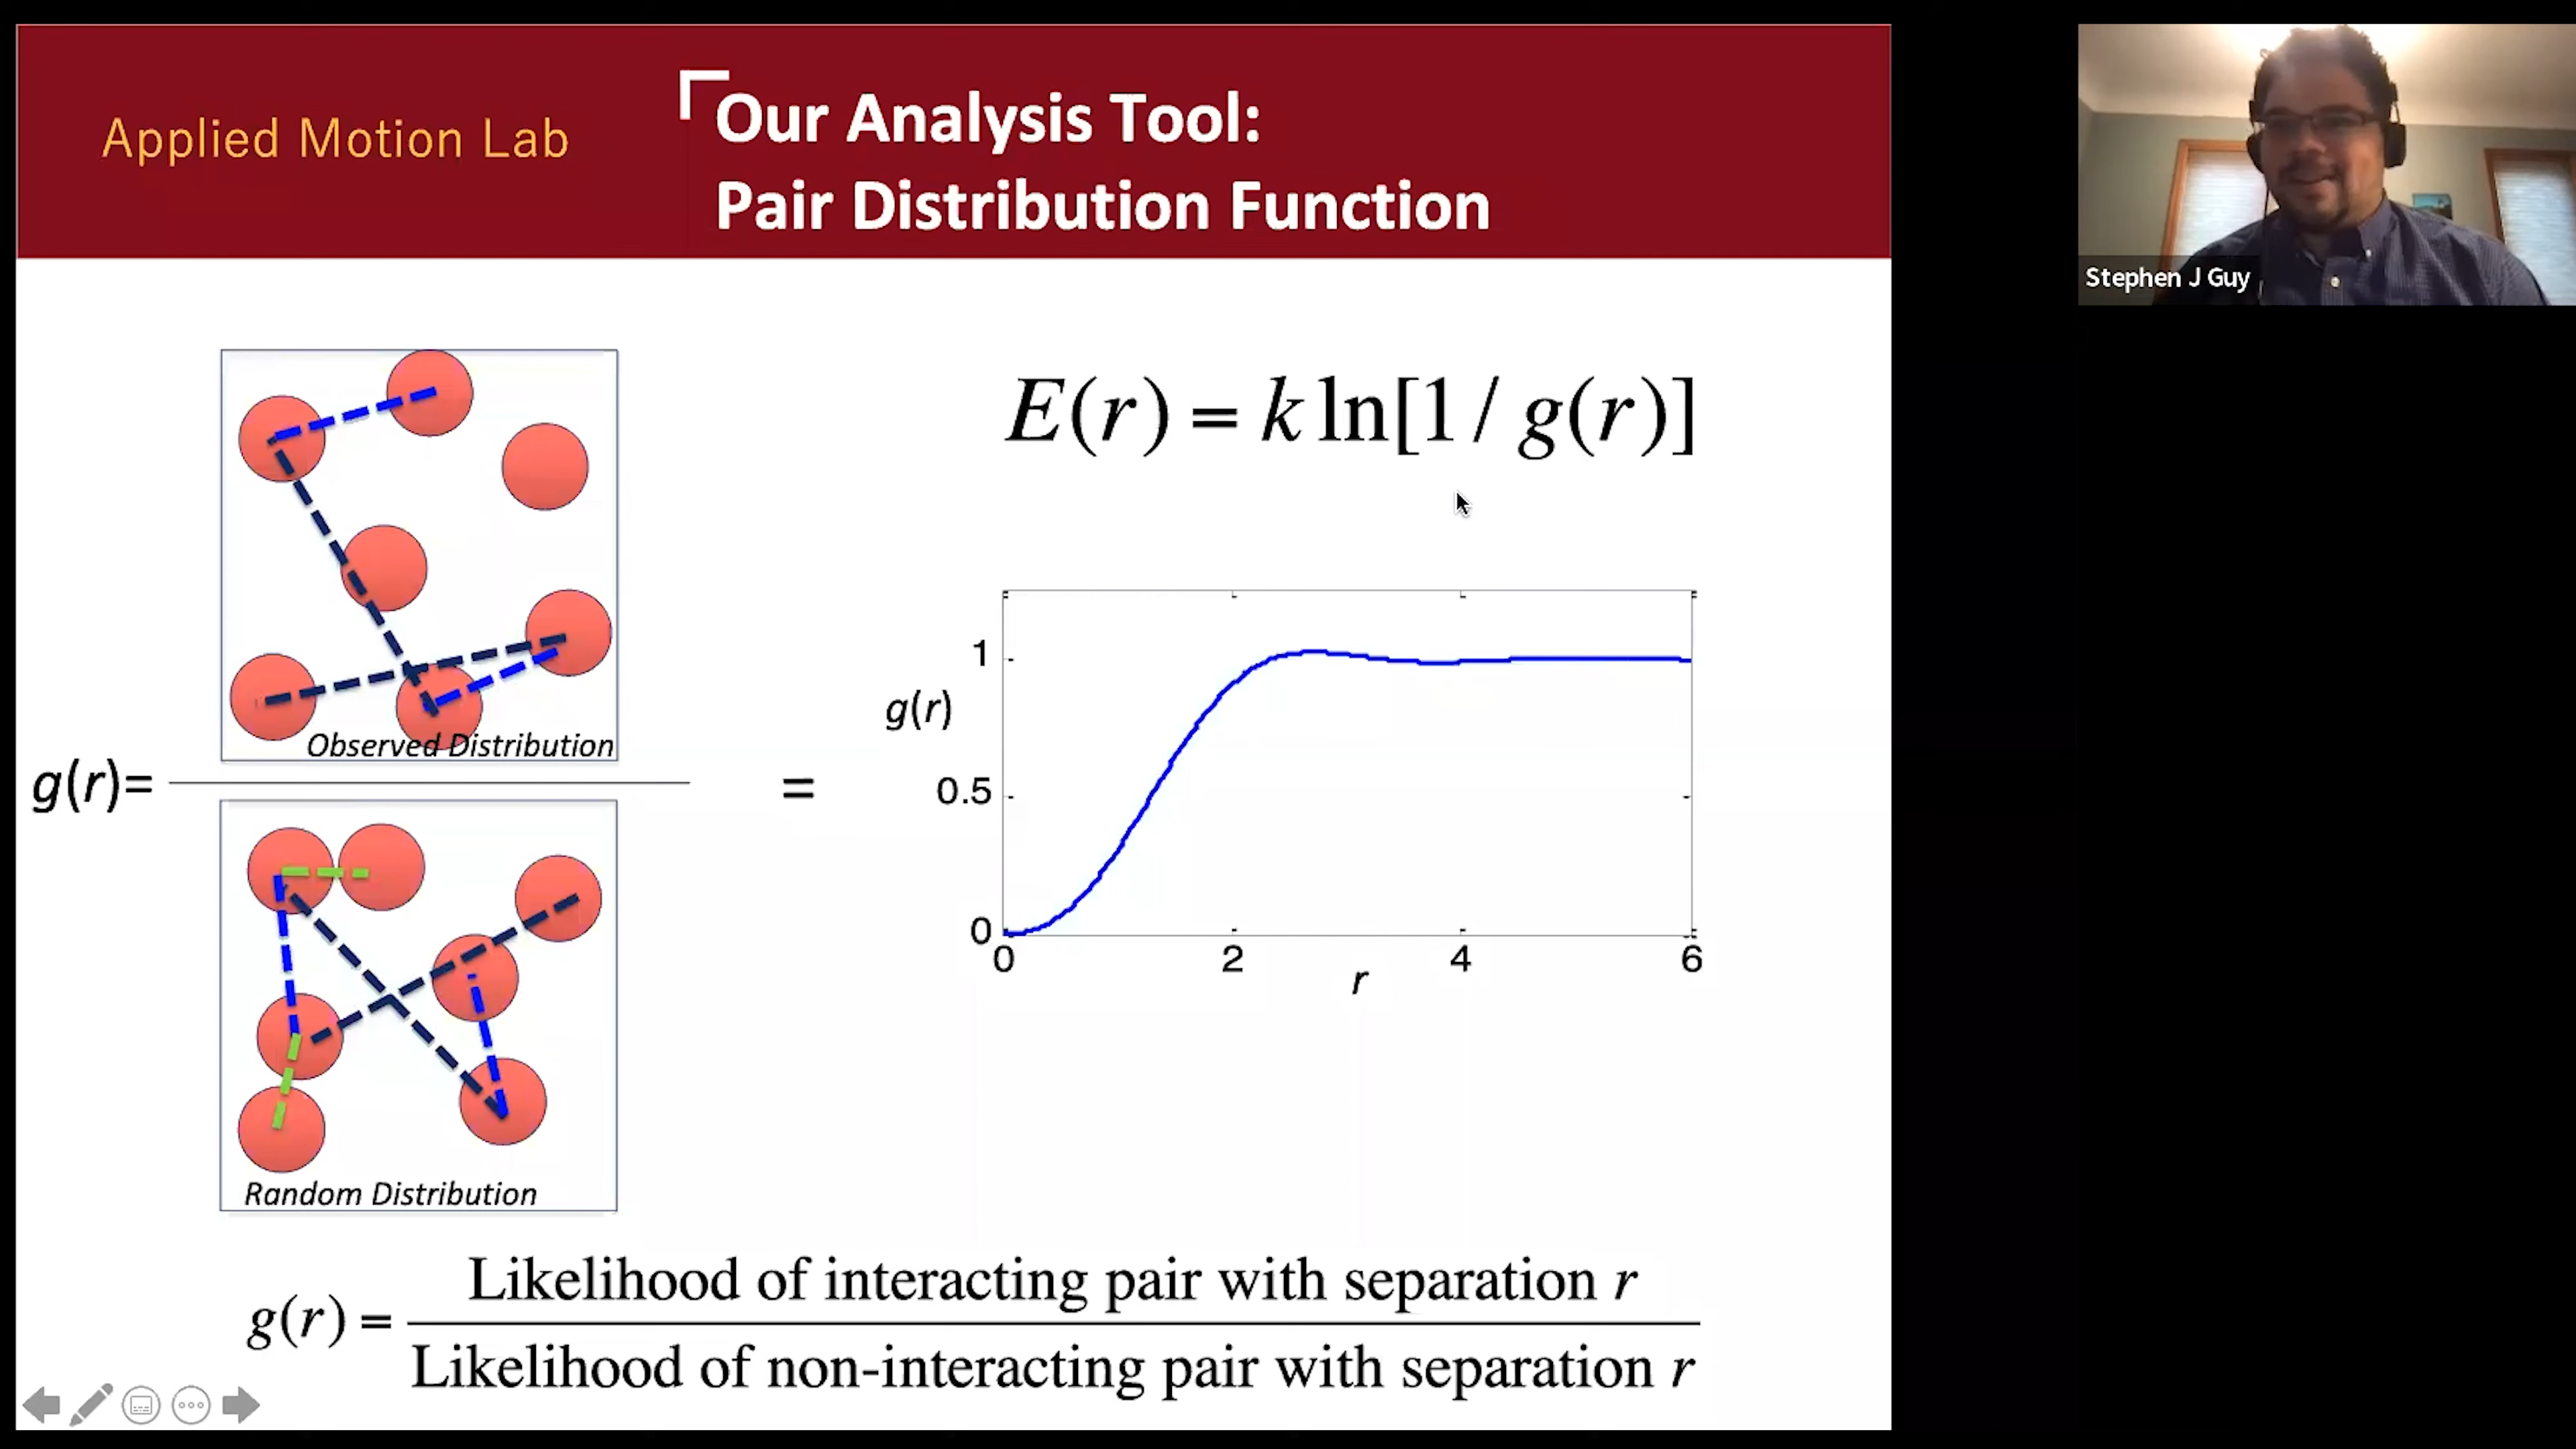 Applied Motion Lab
Our Analysis Tool:
Pair Distribution Function
Stephen J Guy
g(r)=
Observed Distribution
Random Distribution
=
E(r) = k ln[1 / g(r)]
1
g(r)
0.5
0
0 2 4 6
r
g(r) = Likelihood of interacting pair with separation r
Likelihood of non-interacting pair with separation r